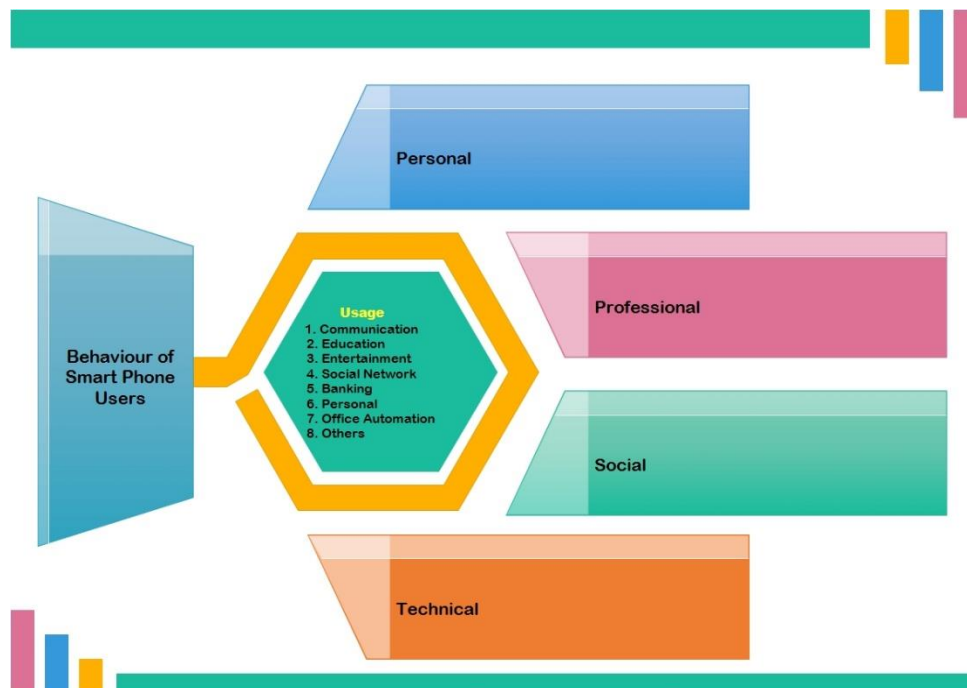 Personal
Professional
Behaviour of
Smart Phone
Users
Usage
1. Communication
2. Education
3. Entertainment
4. Social Network
5. Banking
6. Personal
7. Office Automation
8. Others
Social
Technical